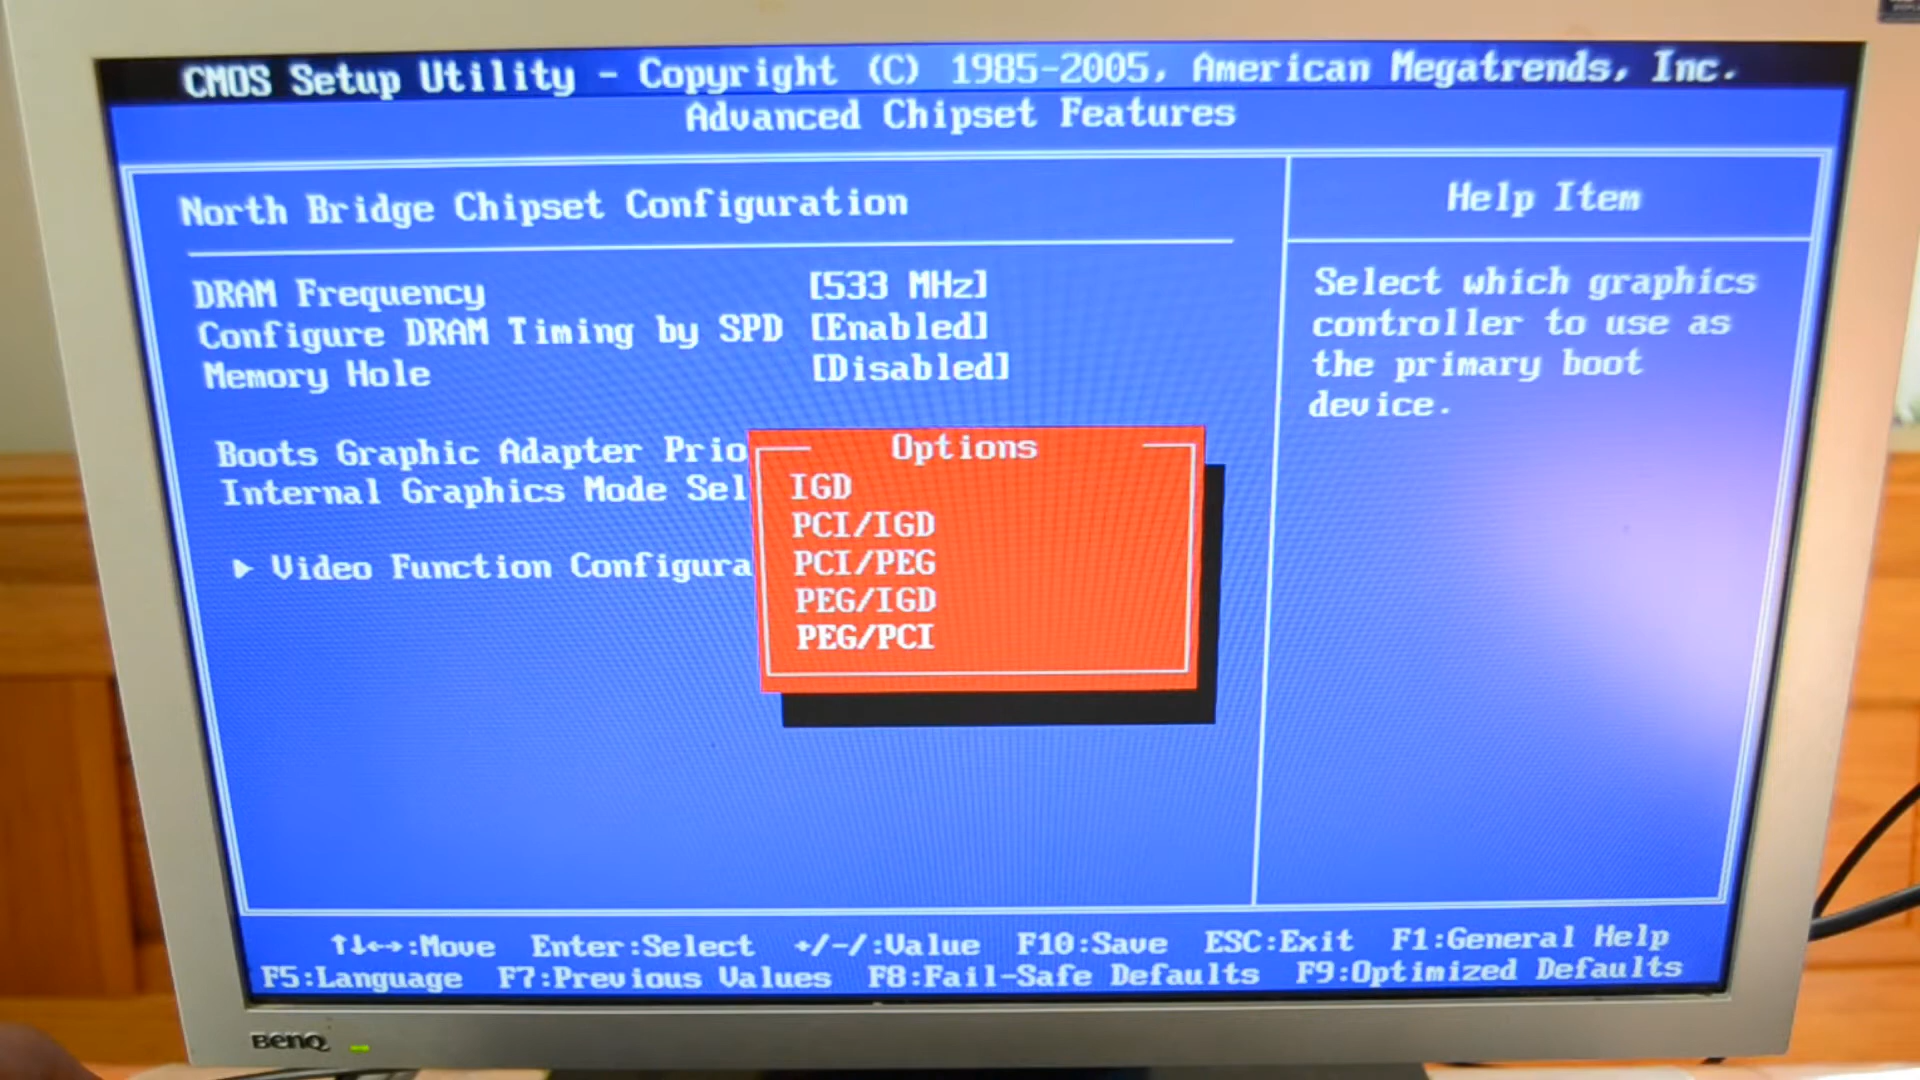 CMOS Setup Utility - Copyright (C) 1985-2005, American Megatrends, Inc.
Advanced Chipset Features
North Bridge Chipset Configuration
DRAM Frequency [533 MHz]
Configure DRAM Timing by SPD [Enabled]
Memory Hole [Disabled]
Boots Graphic Adapter Prio
Internal Graphics Mode Sel
► Video Function Configura
Options
IGD
PCI/IGD
PCI/PEG
PEG/IGD
PEG/PCI
Help Item
Select which graphics
controller to use as
the primary boot
device.
↑↓←→:Move Enter:Select +/-/:Value F10:Save ESC:Exit F1:General Help
F5:Language F7:Previous Values F8:Fail-Safe Defaults F9:Optimized Defaults
BenQ